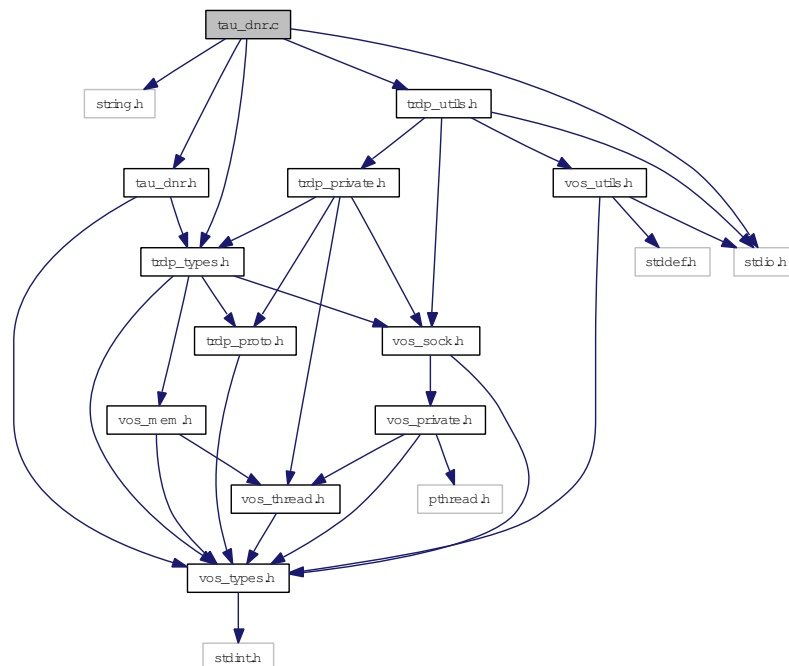 tau_dnr.c
string.h
trdp_utils.h
tau_dnr.h
trdp_private.h
vos_utils.h
trdp_types.h
stddef.h
stdio.h
trdp_proto.h
vos_sock.h
vos_mem.h
vos_private.h
vos_thread.h
pthread.h
vos_types.h
stdint.h